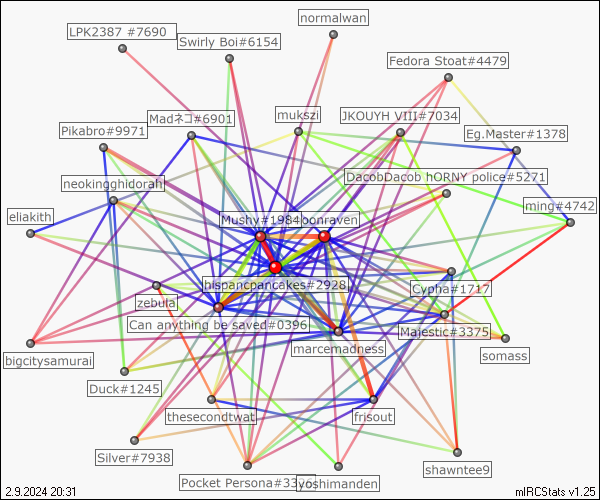 normalwan
LPK2387 #7690
Swirly Boi#6154
Fedora Stoat#4479
Madネコ#6901
mukszi
JKOUYH VIII#7034
Pikabro#9971
Eg.Master#1378
neokingghidorah
DacobDacob hORNY police#5271
eliakith
Mushy#1984
bonraven
ming#4742
hispanicpancakes#2928
Cypha#1717
zebula
Can anything be saved#0396
Majestic#3375
bigcitysamurai
marcemadness
somass
Duck#1245
thesecondtwat
frisout
Silver#7938
shawntee9
Pocket Persona#33
yoshimanden
2.9.2024 20:31
mIRCStats v1.25